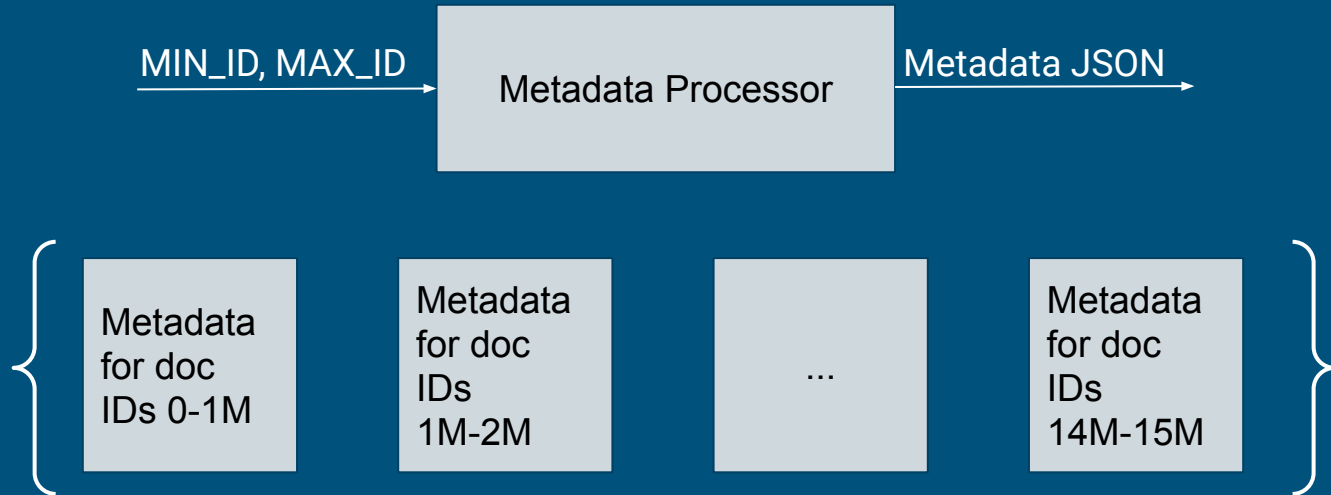 MIN_ID, MAX_ID
Metadata Processor
Metadata JSON
Metadata
for doc
IDs 0-1M
Metadata
for doc
IDs
1M-2M
...
Metadata
for doc
IDs
14M-15M